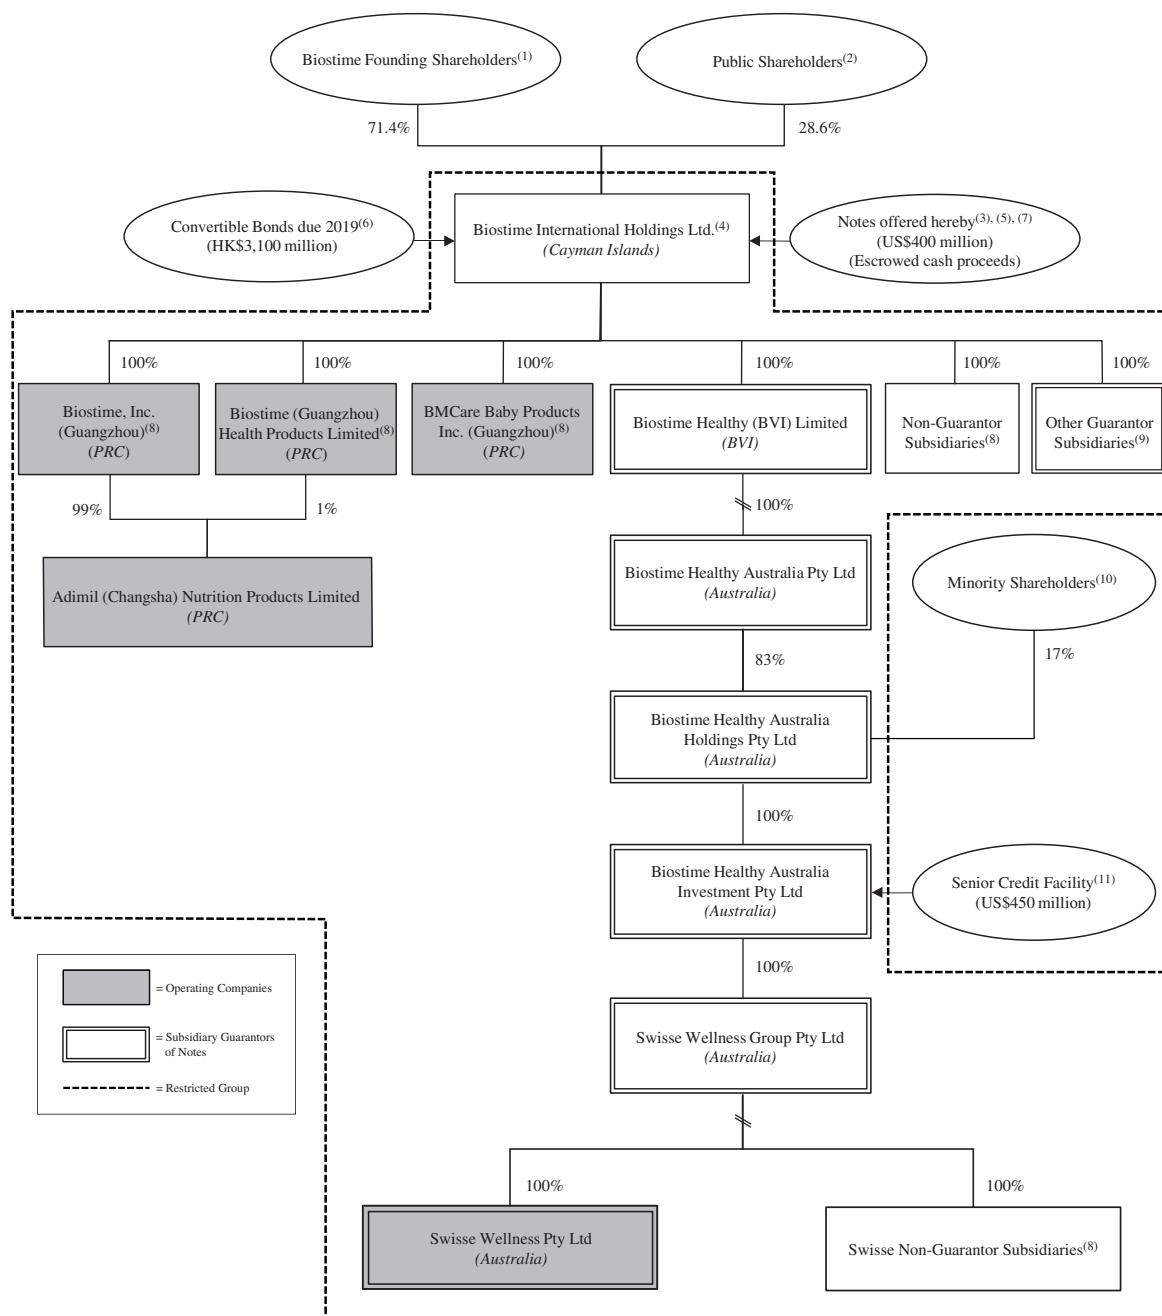 Biostime Founding Shareholders(1)
Public Shareholders(2)
71.4%
28.6%
Convertible Bonds due 2019(6)
(HK$3,100 million)
Biostime International Holdings Ltd.(4)
(Cayman Islands)
Notes offered hereby(3), (5), (7)
(US$400 million)
(Escrowed cash proceeds)
100%
100%
100%
100%
100%
100%
Biostime, Inc.
(Guangzhou)(8)
(PRC)
Biostime (Guangzhou)
Health Products Limited(8)
(PRC)
BMCare Baby Products
Inc. (Guangzhou)(8)
(PRC)
Biostime Healthy (BVI) Limited
(BVI)
Non-Guarantor
Subsidiaries(8)
Other Guarantor
Subsidiaries(9)
99%
1%
100%
Adimil (Changsha) Nutrition Products Limited
(PRC)
Biostime Healthy Australia Pty Ltd
(Australia)
Minority Shareholders(10)
83%
17%
Biostime Healthy Australia
Holdings Pty Ltd
(Australia)
100%
Biostime Healthy Australia
Investment Pty Ltd
(Australia)
Senior Credit Facility(11)
(US$450 million)
100%
= Operating Companies
= Subsidiary Guarantors
of Notes
= Restricted Group
Swisse Wellness Group Pty Ltd
(Australia)
100%
100%
Swisse Wellness Pty Ltd
(Australia)
Swisse Non-Guarantor Subsidiaries(8)